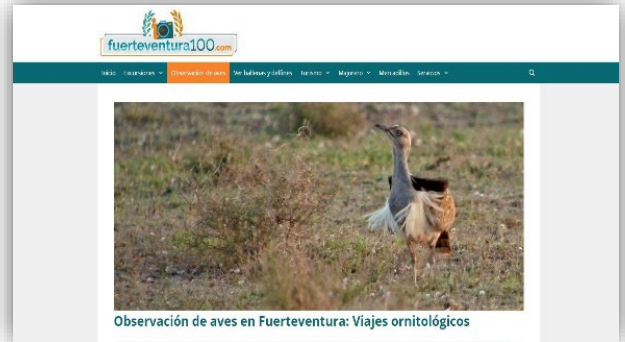 fuerteventura100.com
Inicio Excursiones Observación de aves Ver ballenas y delfines Turismo Majorero Mercadillos Servicios
Observación de aves en Fuerteventura: Viajes ornitológicos